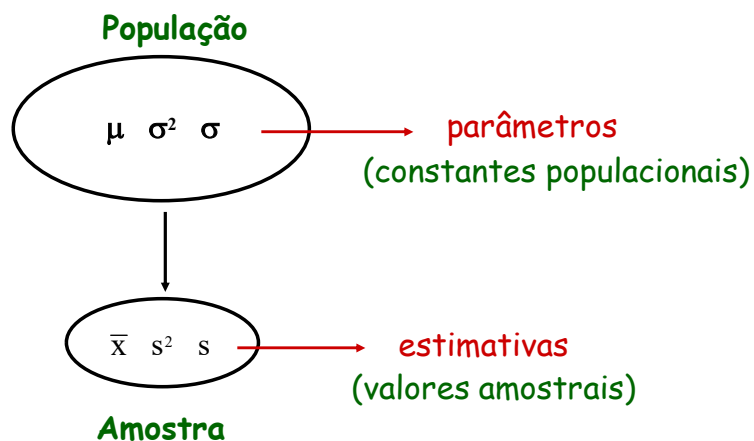 População
μ σ² σ
parâmetros
(constantes populacionais)
x̅ s² s
estimativas
(valores amostrais)
Amostra